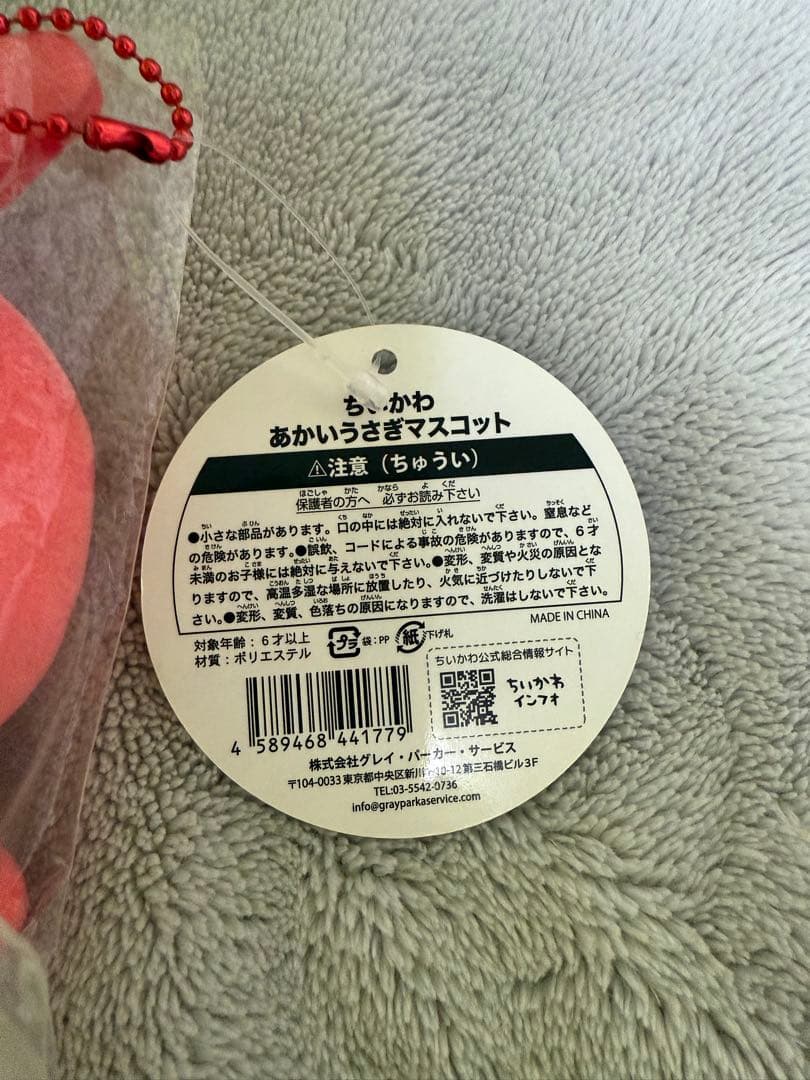 ちいかわ
あかいうさぎマスコット
⚠注意（ちゅうい）
保護者の方へ 必ずお読み下さい
●小さな部品があります。口の中には絶対に入れないで下さい。窒息など
の危険があります。●誤飲、コードによる事故の危険がありますので、6才
未満のお子様には絶対に与えないで下さい。●変形、変質や火災の原因とな
りますので、高温多湿な場所に放置したり、火気に近づけたりしないで下
さい。●変形、変質、色落ちの原因になりますので、洗濯はしないで下さい。
MADE IN CHINA
対象年齢：6才以上
材質：ポリエステル
プラ 袋：PP 紙 下げ札
ちいかわ公式総合情報サイト
ちいかわ
インフォ
4 589468 441779
株式会社グレイ・パーカー・サービス
〒104-0033 東京都中央区新川 10-12 第三石橋ビル3F
TEL:03-5542-0736
info@grayparkaservice.com